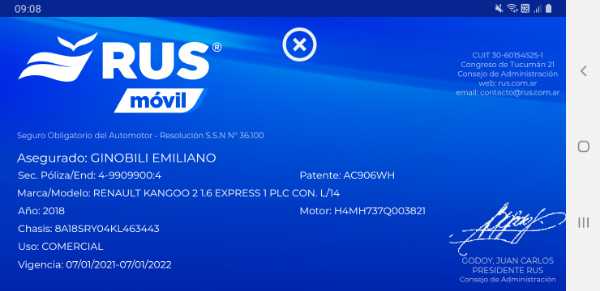 09:08
RUS®
móvil
CUIT 30-60154525-1
Congreso de Tucumán 21
Consejo de Administración
web: rus.com.ar
email: contacto@rus.com.ar
Seguro Obligatorio del Automotor - Resolución S.S.N N° 36.100
Asegurado: GINOBILI EMILIANO
Sec. Póliza/End: 4-9909900:4 Patente: AC906WH
Marca/Modelo: RENAULT KANGOO 2 1.6 EXPRESS 1 PLC CON. L/14
Año: 2018 Motor: H4MH737Q003821
Chasis: 8A18SRY04KL463443
Uso: COMERCIAL
Vigencia: 07/01/2021-07/01/2022
GODOY, JUAN CARLOS
PRESIDENTE RUS
Consejo de Administración